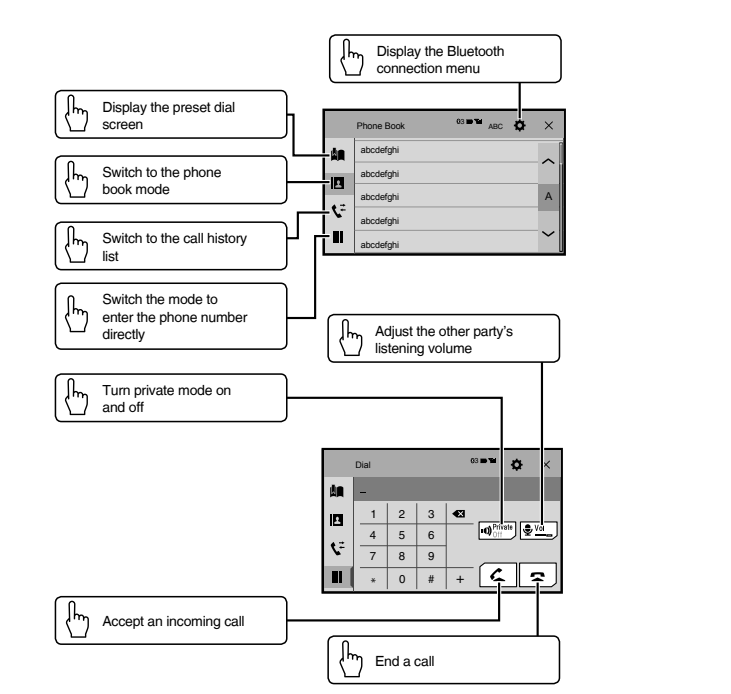 Display the Bluetooth
connection menu
Display the preset dial
screen
Switch to the phone
book mode
Switch to the call history
list
Switch the mode to
enter the phone number
directly
Phone Book 03 ABC
abcdefghi
abcdefghi
abcdefghi A
abcdefghi
abcdefghi
Adjust the other party's
listening volume
Turn private mode on
and off
Dial 03
–
1 2 3
4 5 6
7 8 9
* 0 # +
Private
Off
Vol
Accept an incoming call
End a call